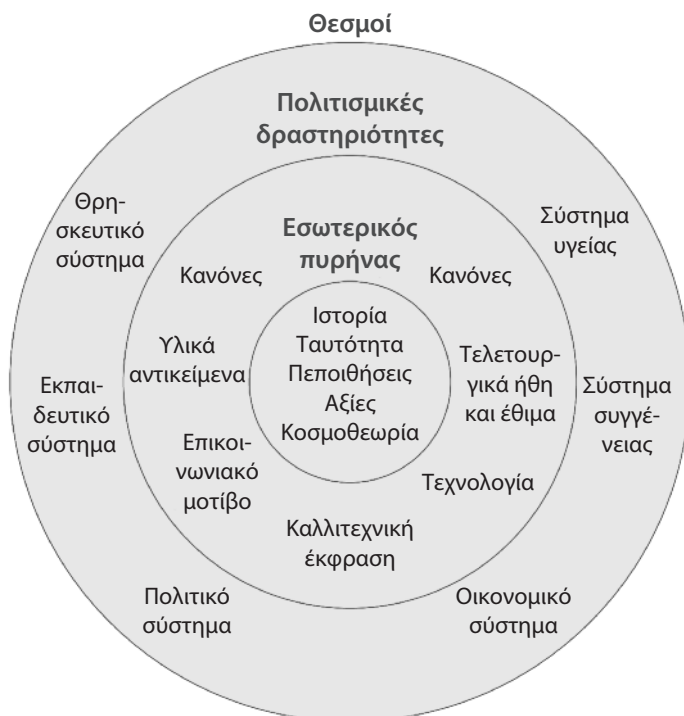 Θεσμοί
Πολιτισμικές
δραστηριότητες
Θρη-
σκευτικό
σύστημα
Σύστημα
υγείας
Εσωτερικός
πυρήνας
Κανόνες
Κανόνες
Ιστορία
Ταυτότητα
Πεποιθήσεις
Αξίες
Κοσμοθεωρία
Υλικά
αντικείμενα
Τελετουρ-
γικά ήθη
και έθιμα
Εκπαι-
δευτικό
σύστημα
Σύστημα
συγγέ-
νειας
Επικοι-
νωνιακό
μοτίβο
Τεχνολογία
Καλλιτεχνική
έκφραση
Πολιτικό
σύστημα
Οικονομικό
σύστημα